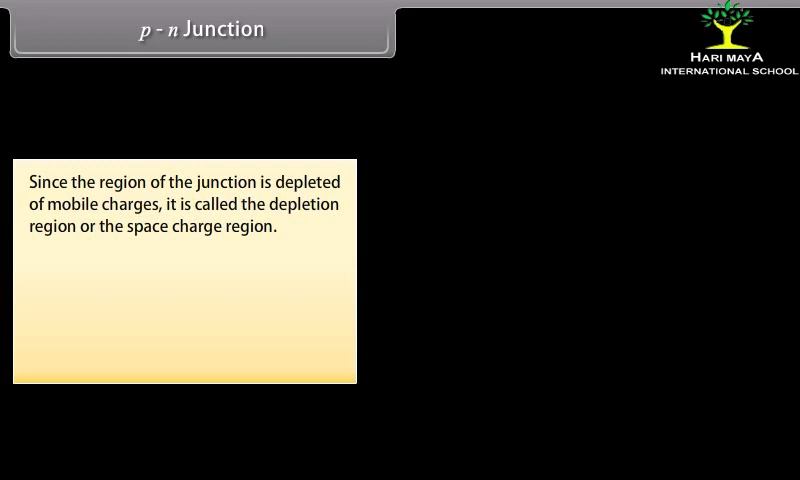 p - n Junction
HARI MAYA
INTERNATIONAL SCHOOL
Since the region of the junction is depleted
of mobile charges, it is called the depletion
region or the space charge region.